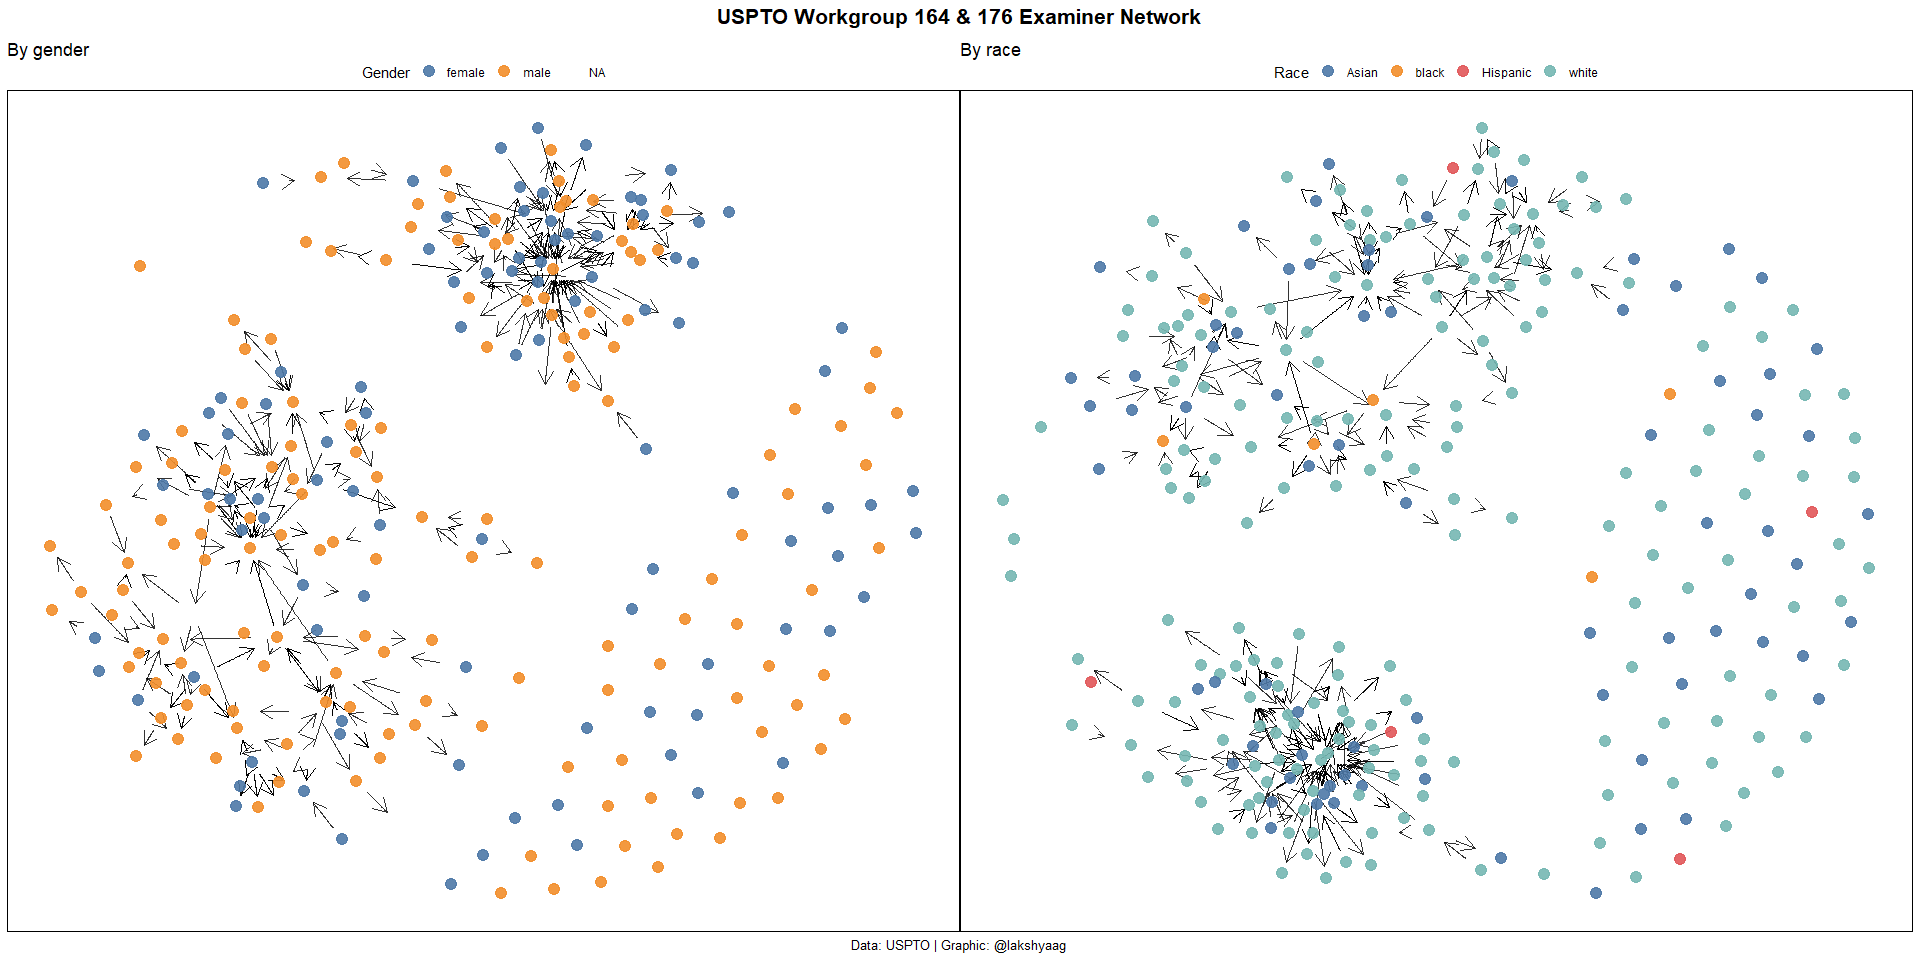 USPTO Workgroup 164 & 176 Examiner Network
By gender
Gender female male NA
By race
Race Asian black Hispanic white
Data: USPTO | Graphic: @lakshyaag